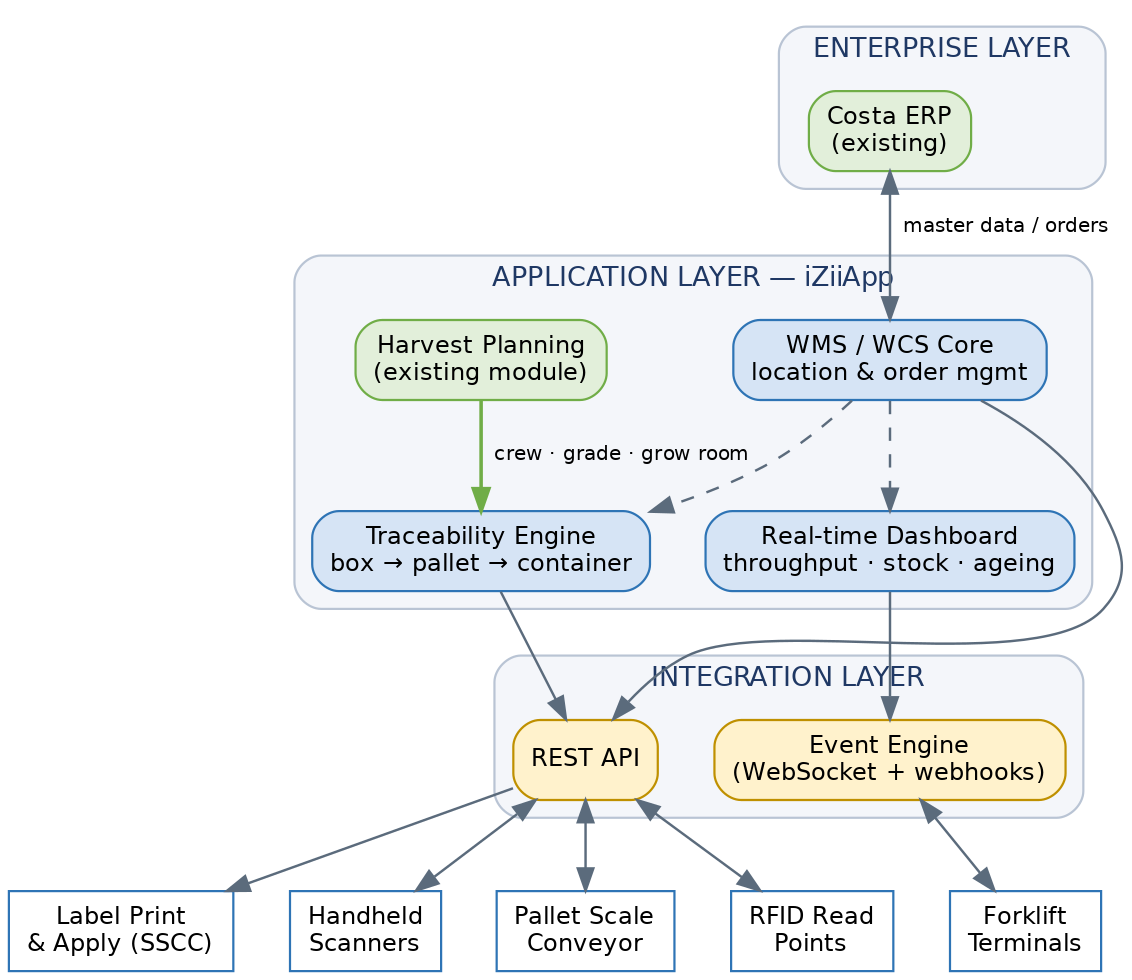 ENTERPRISE LAYER
Costa ERP
(existing)
master data / orders
APPLICATION LAYER — iZiiApp
Harvest Planning
(existing module)
WMS / WCS Core
location & order mgmt
crew · grade · grow room
Traceability Engine
box → pallet → container
Real-time Dashboard
throughput · stock · ageing
INTEGRATION LAYER
REST API
Event Engine
(WebSocket + webhooks)
Label Print
& Apply (SSCC)
Handheld
Scanners
Pallet Scale
Conveyor
RFID Read
Points
Forklift
Terminals